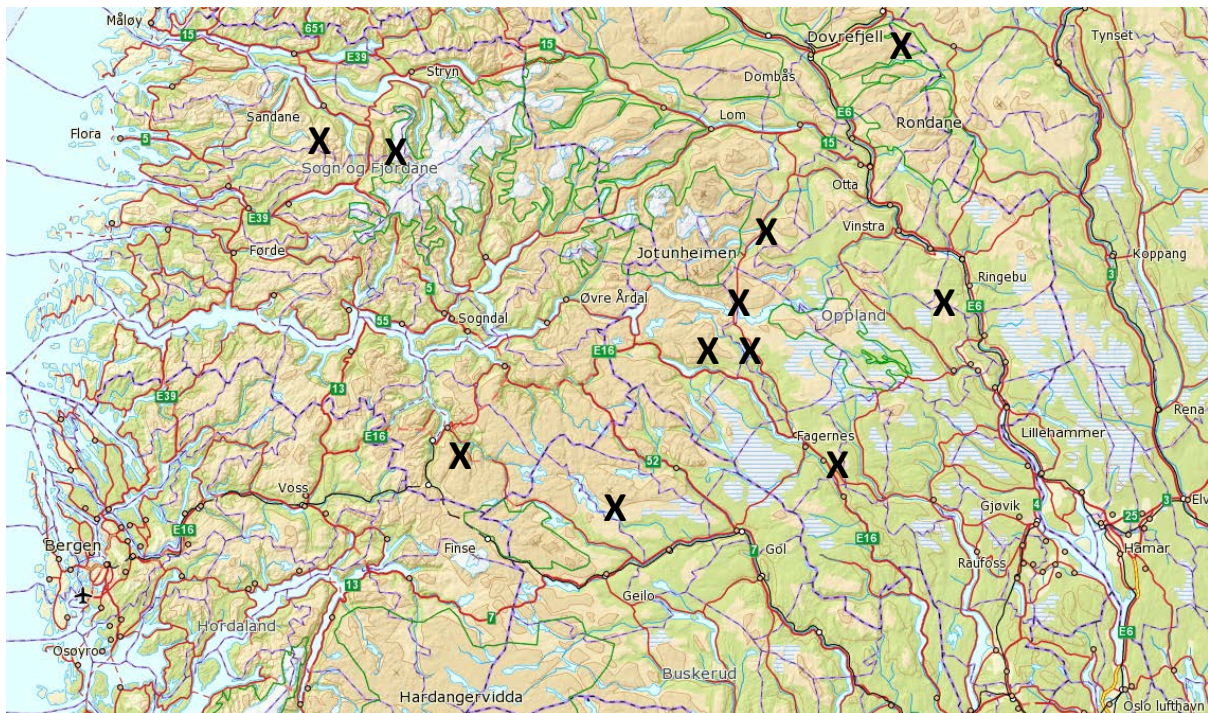 Måløy
15
651
E39
Stryn
15
Dovrefjell
X
Tynset
Dombås
Sandane
Lom
E6
Flora
5
X
X
Rondane
Sogn og Fjordane
15
Otta
E39
X
Vinstra
Førde
Jotunheimen
Koppang
3
Ringebu
5
Øvre Årdal
X
X
E6
Oppland
55
Sogndal
E16
X
X
13
E39
Rena
E16
Fagernes
Lillehammer
X
52
X
Voss
X
Gjøvik
4
3
Elv
25
E16
Bergen
Finse
7
Gol
E16
Raufoss
Hamar
13
Geilo
7
Hordaland
E6
Osøyro
Buskerud
Hardangervidda
Oslo lufthavn